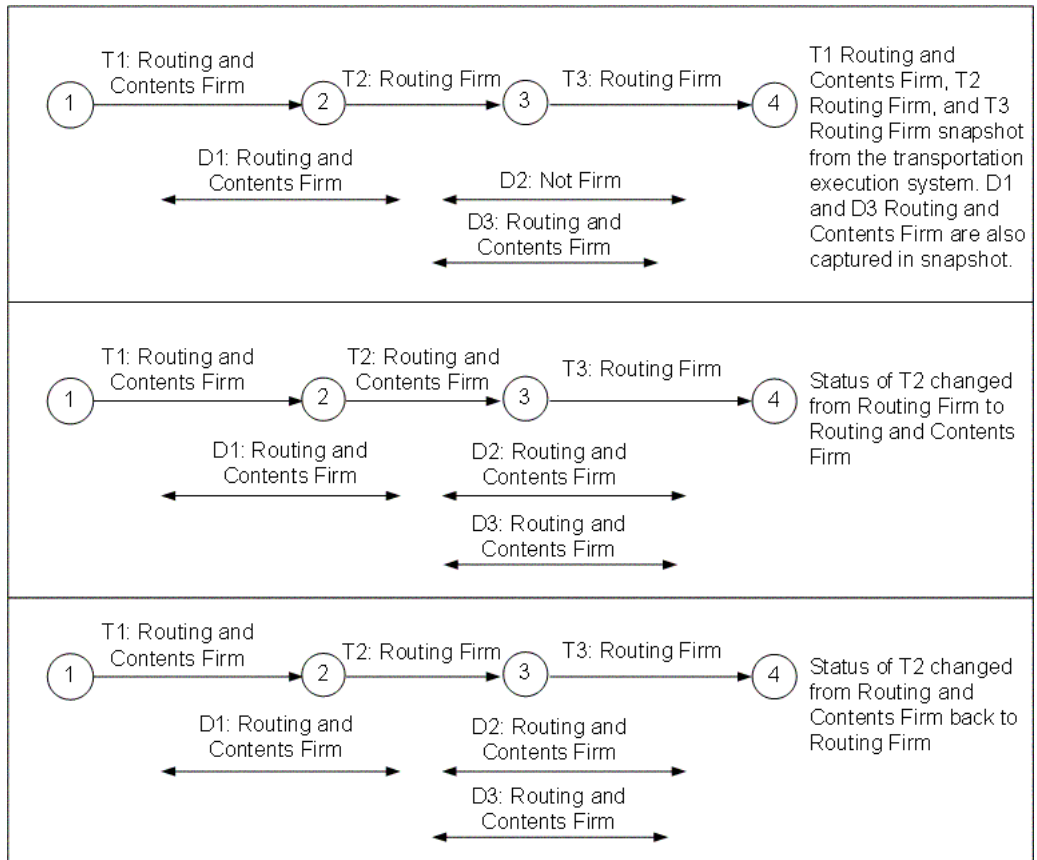 T1: Routing and
Contents Firm
T2: Routing Firm
T3: Routing Firm
1
2
3
4
D1: Routing and
Contents Firm
D2: Not Firm
D3: Routing and
Contents Firm
T1 Routing and
Contents Firm, T2
Routing Firm, and T3
Routing Firm snapshot
from the transportation
execution system. D1
and D3 Routing and
Contents Firm are also
captured in snapshot.
T1: Routing and
Contents Firm
T2: Routing and
Contents Firm
T3: Routing Firm
1
2
3
4
D1: Routing and
Contents Firm
D2: Routing and
Contents Firm
D3: Routing and
Contents Firm
Status of T2 changed
from Routing Firm to
Routing and Contents
Firm
T1: Routing and
Contents Firm
T2: Routing Firm
T3: Routing Firm
1
2
3
4
D1: Routing and
Contents Firm
D2: Routing and
Contents Firm
D3: Routing and
Contents Firm
Status of T2 changed
from Routing and
Contents Firm back to
Routing Firm